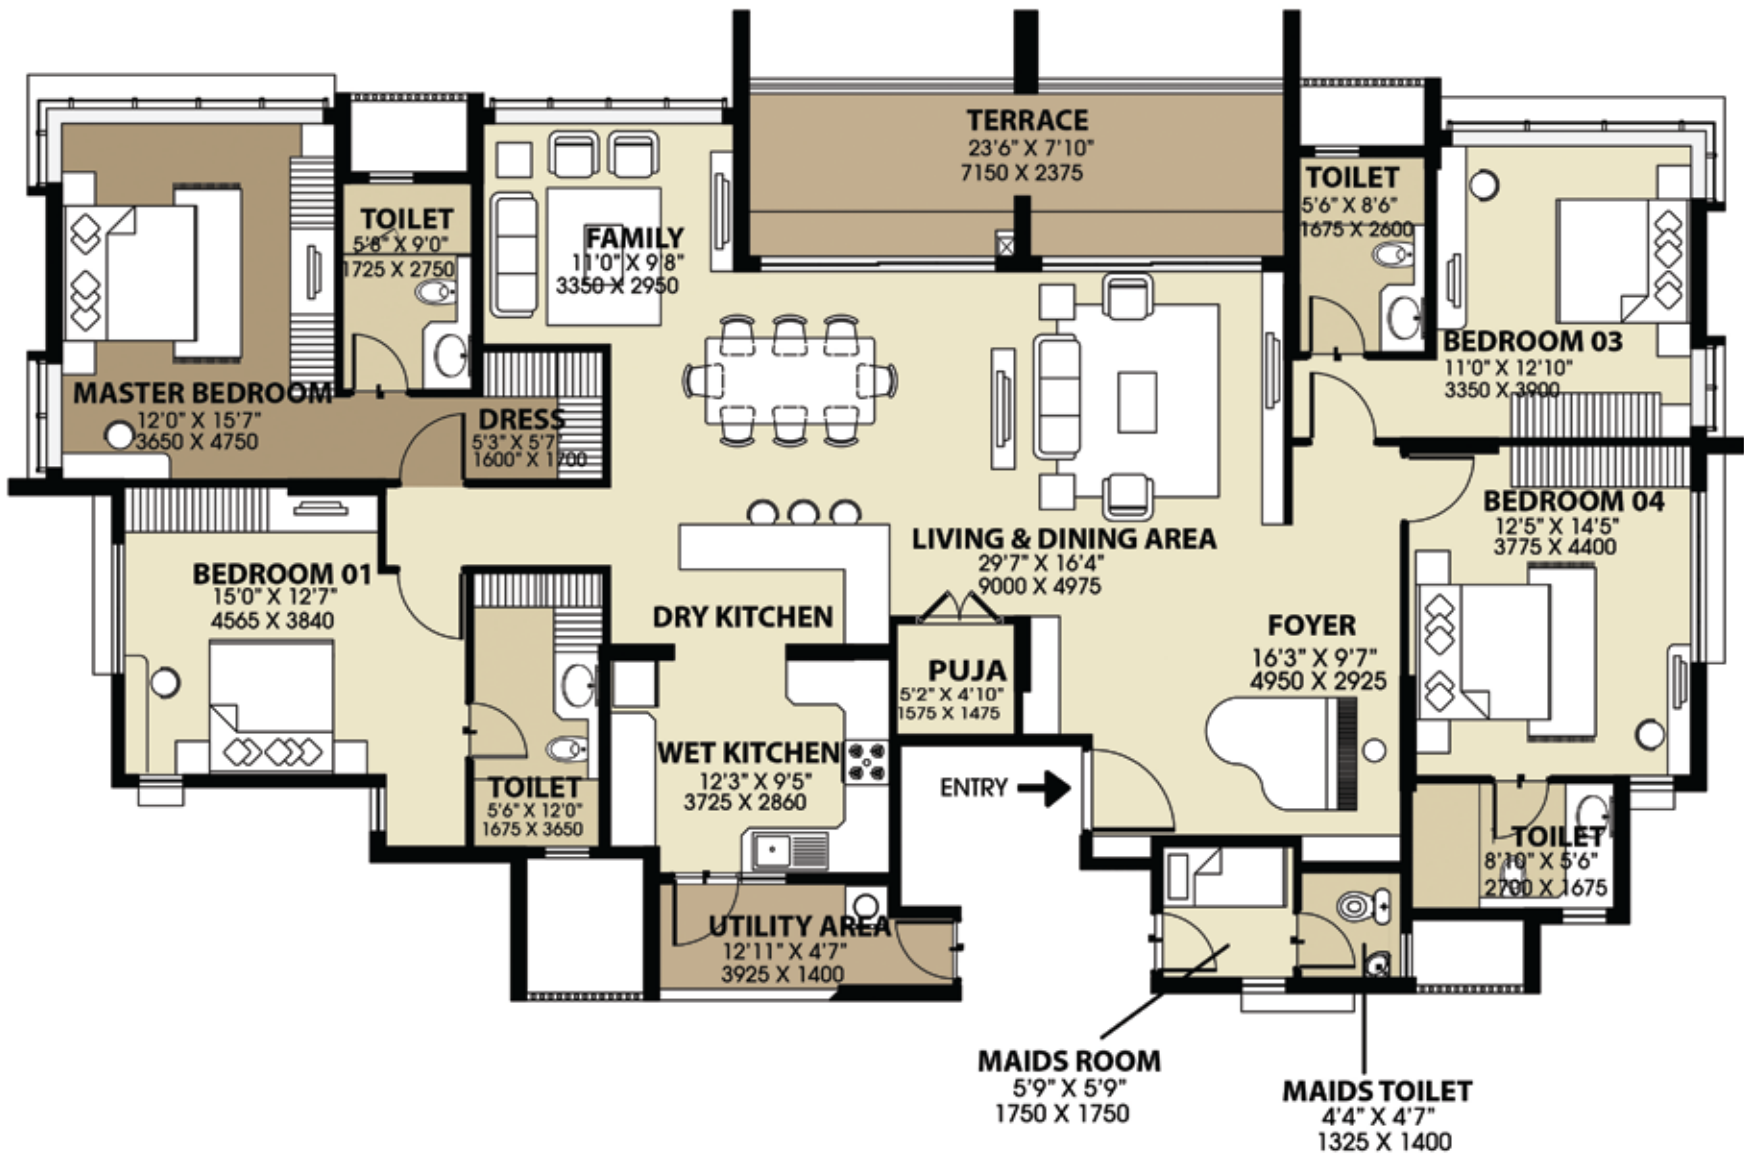 TERRACE
23'6" X 7'10"
7150 X 2375
TOILET
5'6" X 8'6"
1675 X 2600
TOILET
5'8" X 9'0"
1725 X 2750
FAMILY
11'0" X 9'8"
3350 X 2950
BEDROOM 03
11'0" X 12'10"
3350 X 3900
MASTER BEDROOM
12'0" X 15'7"
3650 X 4750
DRESS
5'3" X 5'7"
1600" X 1700
BEDROOM 04
12'5" X 14'5"
3775 X 4400
LIVING & DINING AREA
29'7" X 16'4"
9000 X 4975
BEDROOM 01
15'0" X 12'7"
4565 X 3840
DRY KITCHEN
FOYER
16'3" X 9'7"
4950 X 2925
PUJA
5'2" X 4'10"
1575 X 1475
WET KITCHEN
12'3" X 9'5"
3725 X 2860
ENTRY
TOILET
5'6" X 12'0"
1675 X 3650
TOILET
8'10" X 5'6"
2700 X 1675
UTILITY AREA
12'11" X 4'7"
3925 X 1400
MAIDS ROOM
5'9" X 5'9"
1750 X 1750
MAIDS TOILET
4'4" X 4'7"
1325 X 1400